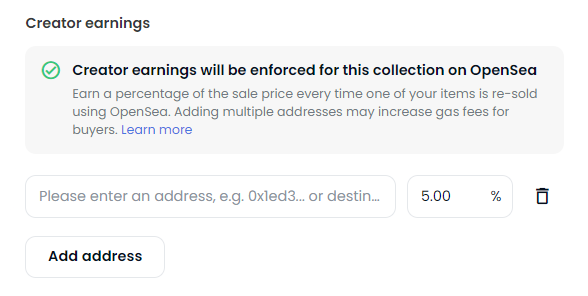 Creator earnings
Creator earnings will be enforced for this collection on OpenSea
Earn a percentage of the sale price every time one of your items is re-sold
using OpenSea. Adding multiple addresses may increase gas fees for
buyers. Learn more
Please enter an address, e.g. 0x1ed3... or destin...
5.00 %
Add address